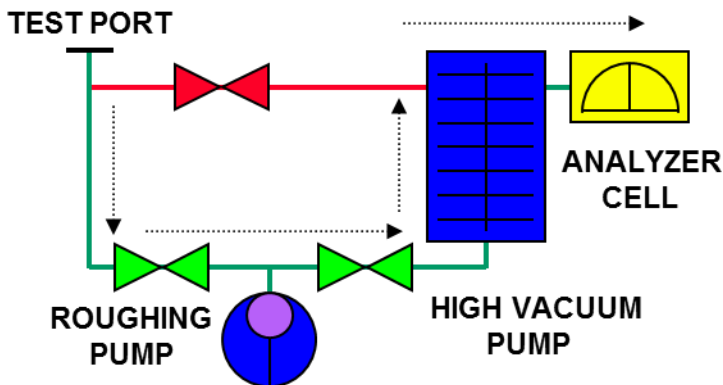 TEST PORT
ANALYZER
CELL
ROUGHING
PUMP
HIGH VACUUM
PUMP